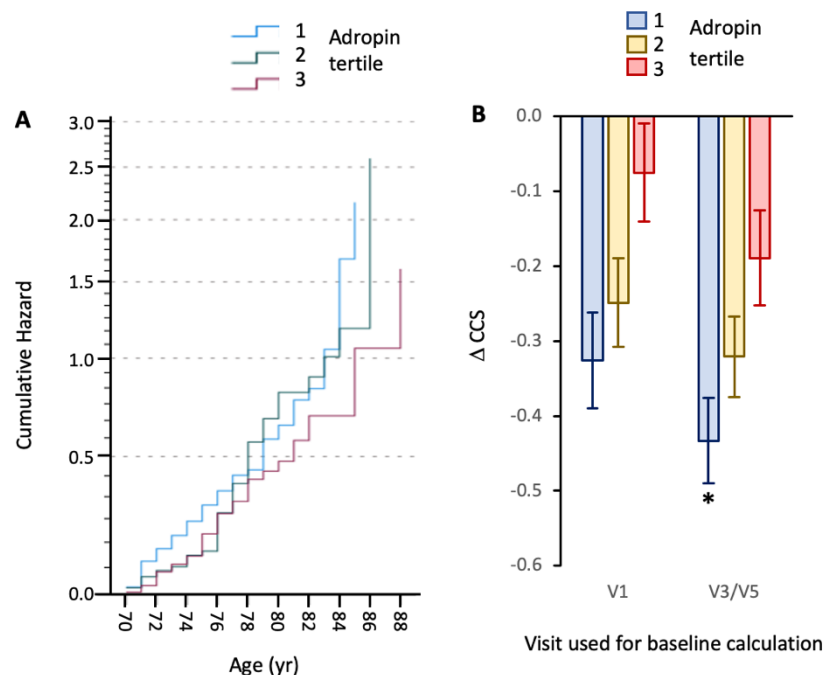 1
2
3
Adropin
tertile
A
3.0
2.5
2.0
1.5
1.0
0.5
0.0
Cumulative Hazard
70
72
74
76
78
80
82
84
86
88
Age (yr)
1
2
3
Adropin
tertile
B
0.0
-0.1
-0.2
-0.3
-0.4
-0.5
-0.6
Δ CCS
*
V1
V3/V5
Visit used for baseline calculation